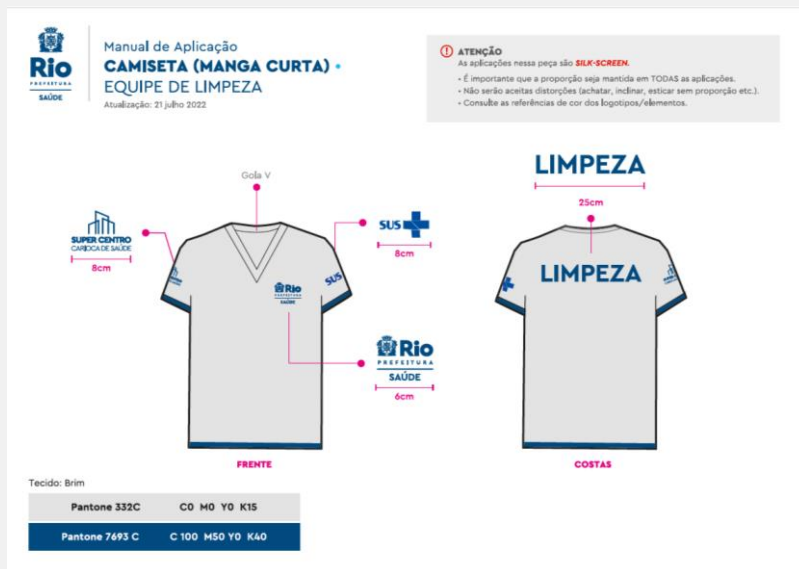 Rio
PREFEITURA
SAÚDE
Manual de Aplicação
CAMISETA (MANGA CURTA) •
EQUIPE DE LIMPEZA
Atualização: 21 julho 2022
ATENÇÃO
As aplicações nessa peça são SILK-SCREEN.
• É importante que a proporção seja mantida em TODAS as aplicações.
• Não serão aceitas distorções (achatar, inclinar, esticar sem proporção etc.).
• Consulte as referências de cor dos logotipos/elementos.
Gola V
SUPER CENTRO
CARIOCA DE SAÚDE
8cm
SUS
8cm
SUS
Rio
PREFEITURA
SAÚDE
Rio
PREFEITURA
SAÚDE
6cm
FRENTE
LIMPEZA
25cm
LIMPEZA
COSTAS
Tecido: Brim
Pantone 332C C0 M0 Y0 K15
Pantone 7693 C C 100 M50 Y0 K40